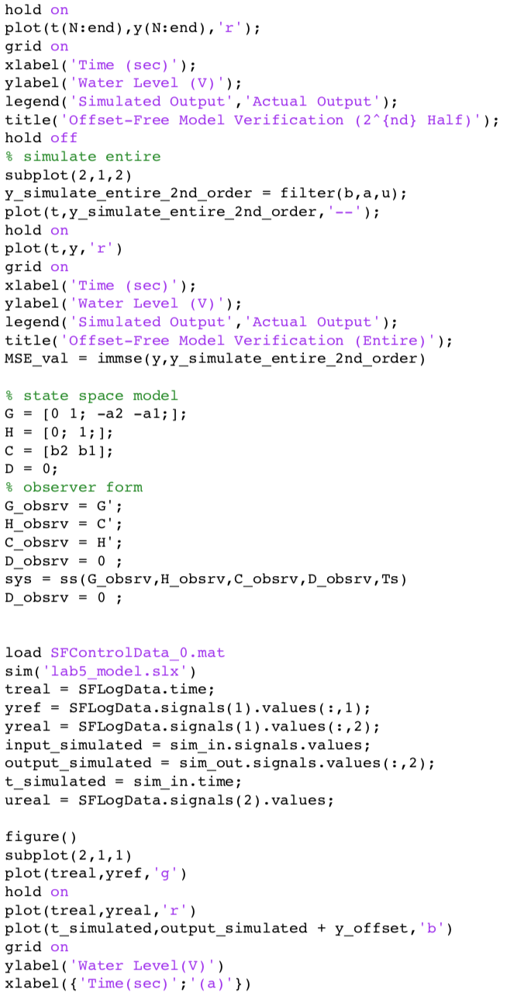 hold on
plot(t(N:end),y(N:end),'r');
grid on
xlabel('Time (sec)');
ylabel('Water Level (V)');
legend('Simulated Output','Actual Output');
title('Offset-Free Model Verification (2^{nd} Half)');
hold off
% simulate entire
subplot(2,1,2)
y_simulate_entire_2nd_order = filter(b,a,u);
plot(t,y_simulate_entire_2nd_order,'--');
hold on
plot(t,y,'r')
grid on
xlabel('Time (sec)');
ylabel('Water Level (V)');
legend('Simulated Output','Actual Output');
title('Offset-Free Model Verification (Entire)');
MSE_val = immse(y,y_simulate_entire_2nd_order)
% state space model
G = [0 1; -a2 -a1;];
H = [0; 1;];
C = [b2 b1];
D = 0;
% observer form
G_obsrv = G';
H_obsrv = C';
C_obsrv = H';
D_obsrv = 0 ;
sys = ss(G_obsrv,H_obsrv,C_obsrv,D_obsrv,Ts)
D_obsrv = 0 ;
load SFControlData_0.mat
sim('lab5_model.slx')
treal = SFLogData.time;
yref = SFLogData.signals(1).values(:,1);
yreal = SFLogData.signals(1).values(:,2);
input_simulated = sim_in.signals.values;
output_simulated = sim_out.signals.values(:,2);
t_simulated = sim_in.time;
ureal = SFLogData.signals(2).values;
figure()
subplot(2,1,1)
plot(treal,yref,'g')
hold on
plot(treal,yreal,'r')
plot(t_simulated,output_simulated + y_offset,'b')
grid on
ylabel('Water Level(V)')
xlabel({'Time(sec)';'(a)'})